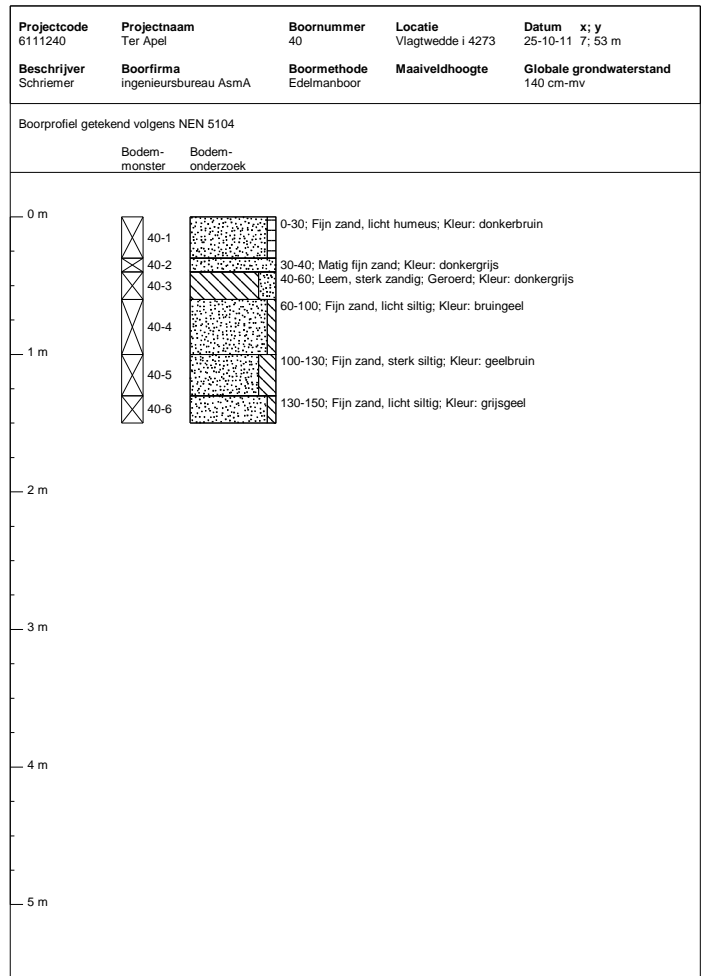 Projectcode Projectnaam Boornummer Locatie Datum x; y
6111240 Ter Apel 40 Vlagtwedde i 4273 25-10-11 7; 53 m
Beschrijver Boorfirma Boormethode Maaiveldhoogte Globale grondwaterstand
Schriemer ingenieursbureau AsmA Edelmanboor 140 cm-mv
Boorprofiel getekend volgens NEN 5104
Bodem- Bodem-
monster onderzoek
0 m
0-30; Fijn zand, licht humeus; Kleur: donkerbruin
40-1
40-2 30-40; Matig fijn zand; Kleur: donkergrijs
40-3 40-60; Leem, sterk zandig; Geroerd; Kleur: donkergrijs
60-100; Fijn zand, licht siltig; Kleur: bruingeel
40-4
1 m 100-130; Fijn zand, sterk siltig; Kleur: geelbruin
40-5
40-6 130-150; Fijn zand, licht siltig; Kleur: grijsgeel
2 m
3 m
4 m
5 m